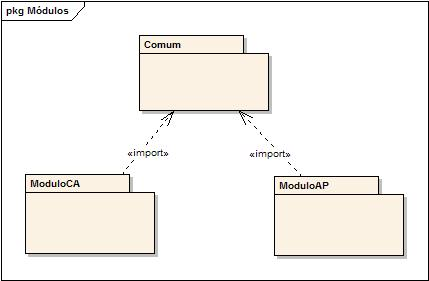 pkg Módulos
Comum
«import»
«import»
ModuloCA
ModuloAP